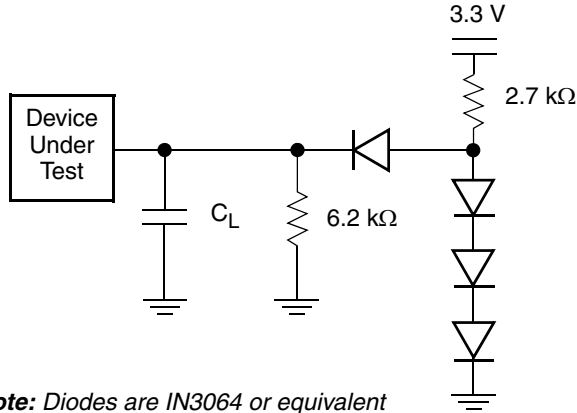 3.3 V
2.7 kΩ
Device
Under
Test
C_L
6.2 kΩ
ote: Diodes are IN3064 or equivalent